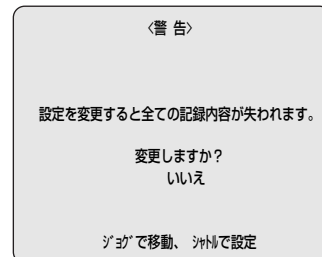 〈警 告〉
設定を変更すると全ての記録内容が失われます。
変更しますか？
いいえ
ｼﾞｮｸﾞで移動、 ｼｬﾄﾙで設定